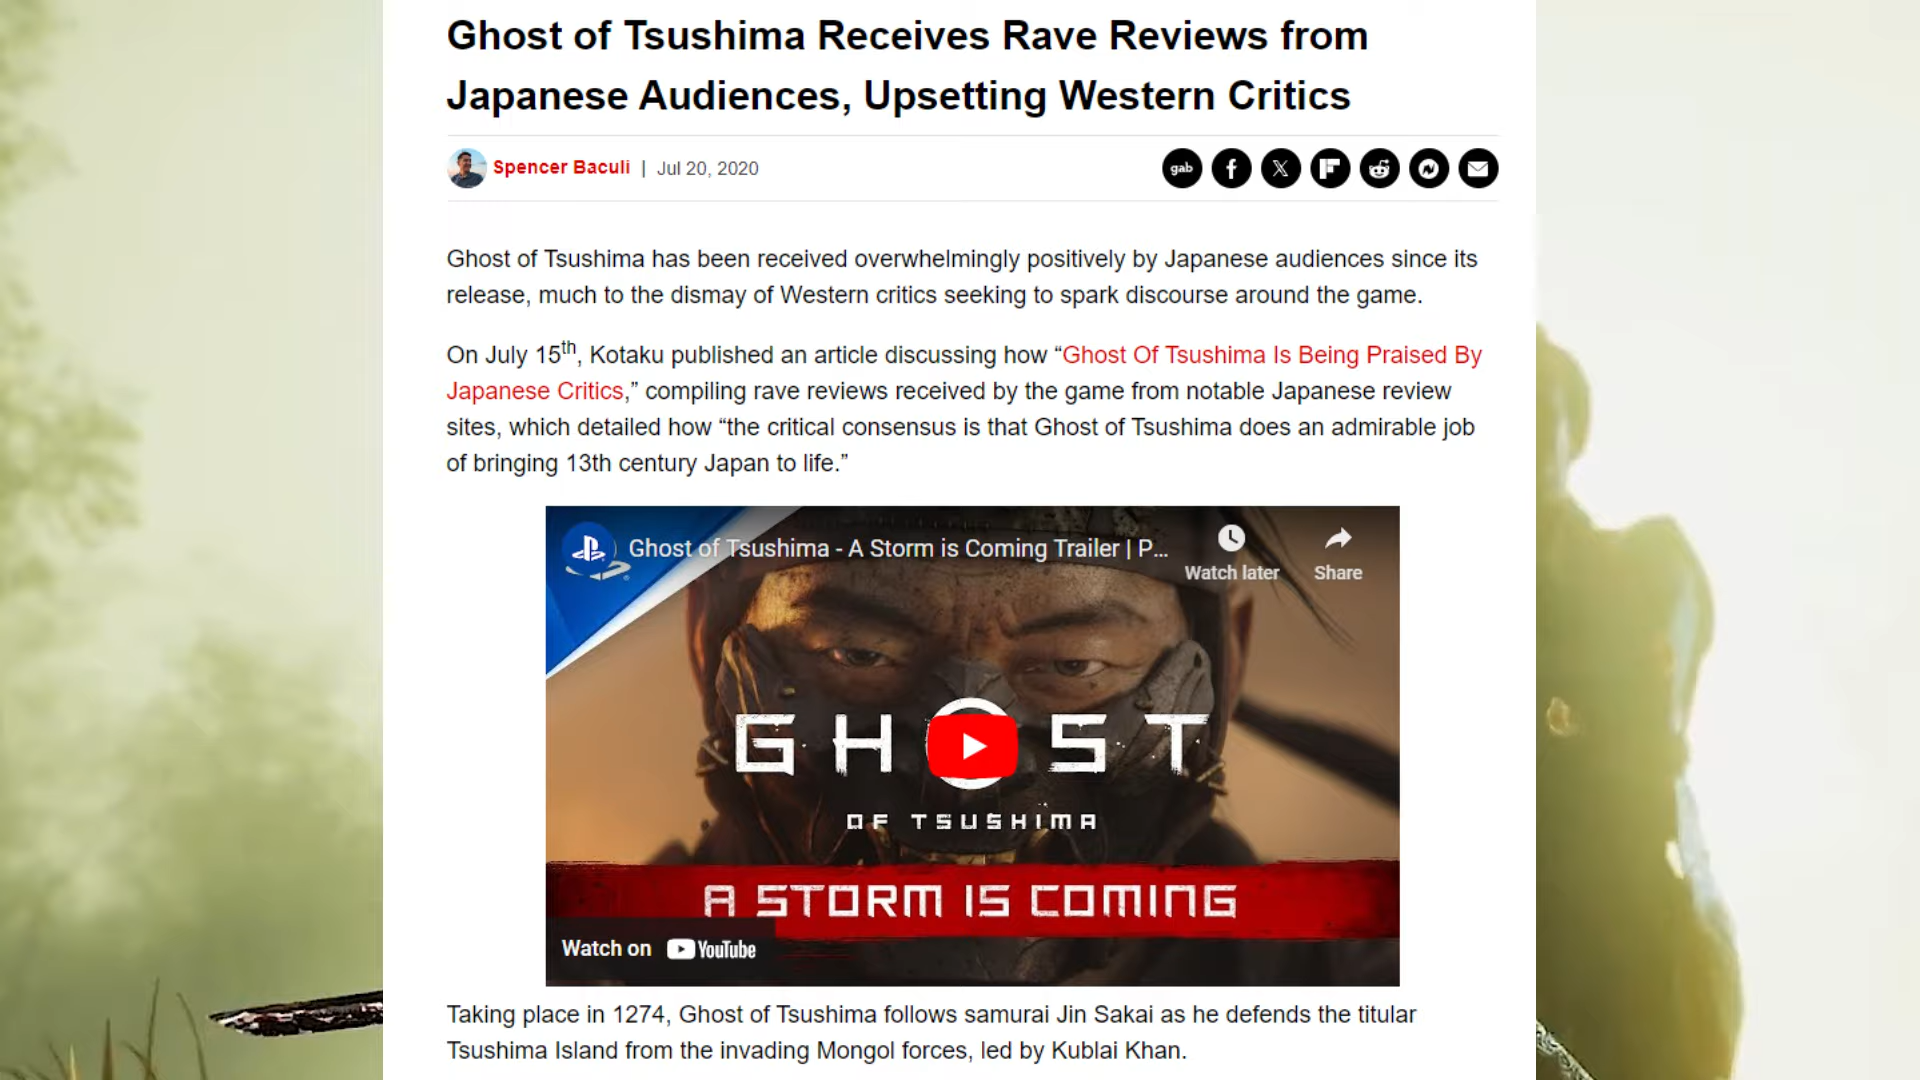 Ghost of Tsushima Receives Rave Reviews from
Japanese Audiences, Upsetting Western Critics
Spencer Baculi | Jul 20, 2020
gab
Ghost of Tsushima has been received overwhelmingly positively by Japanese audiences since its
release, much to the dismay of Western critics seeking to spark discourse around the game.
On July 15th, Kotaku published an article discussing how “Ghost Of Tsushima Is Being Praised By
Japanese Critics,” compiling rave reviews received by the game from notable Japanese review
sites, which detailed how “the critical consensus is that Ghost of Tsushima does an admirable job
of bringing 13th century Japan to life.”
Ghost of Tsushima - A Storm is Coming Trailer | P...
Watch later
Share
GHOST
OF TSUSHIMA
A STORM IS COMING
Watch on YouTube
Taking place in 1274, Ghost of Tsushima follows samurai Jin Sakai as he defends the titular
Tsushima Island from the invading Mongol forces, led by Kublai Khan.